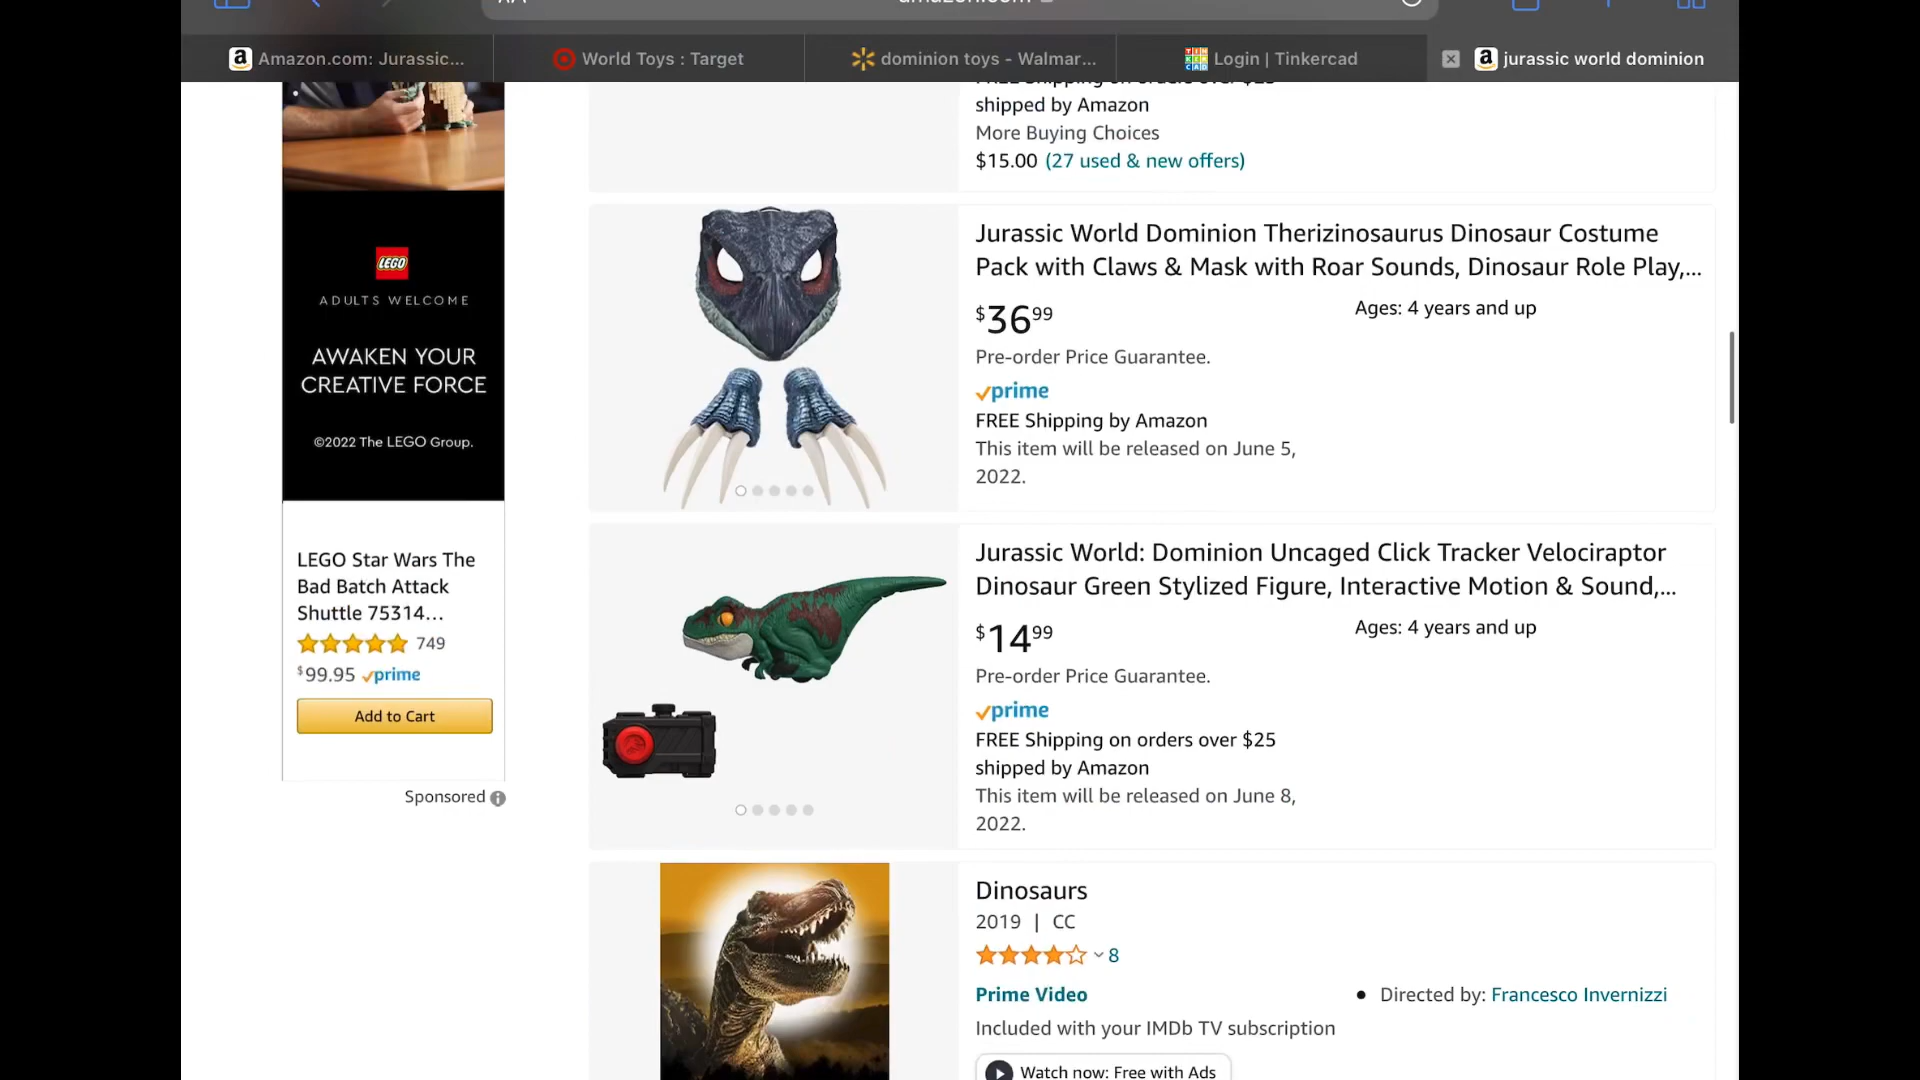 Amazon.com: Jurassic...
World Toys : Target
dominion toys - Walmar...
Login | Tinkercad
jurassic world dominion
shipped by Amazon
More Buying Choices
$15.00 (27 used & new offers)
LEGO
ADULTS WELCOME
AWAKEN YOUR
CREATIVE FORCE
©2022 The LEGO Group.
LEGO Star Wars The
Bad Batch Attack
Shuttle 75314...
749
$99.95 prime
Add to Cart
Sponsored
Jurassic World Dominion Therizinosaurus Dinosaur Costume
Pack with Claws & Mask with Roar Sounds, Dinosaur Role Play,...
$36.99
Ages: 4 years and up
Pre-order Price Guarantee.
prime
FREE Shipping by Amazon
This item will be released on June 5,
2022.
Jurassic World: Dominion Uncaged Click Tracker Velociraptor
Dinosaur Green Stylized Figure, Interactive Motion & Sound,...
$14.99
Ages: 4 years and up
Pre-order Price Guarantee.
prime
FREE Shipping on orders over $25
shipped by Amazon
This item will be released on June 8,
2022.
Dinosaurs
2019 | CC
8
Prime Video
Directed by: Francesco Invernizzi
Included with your IMDb TV subscription
Watch now: Free with Ads